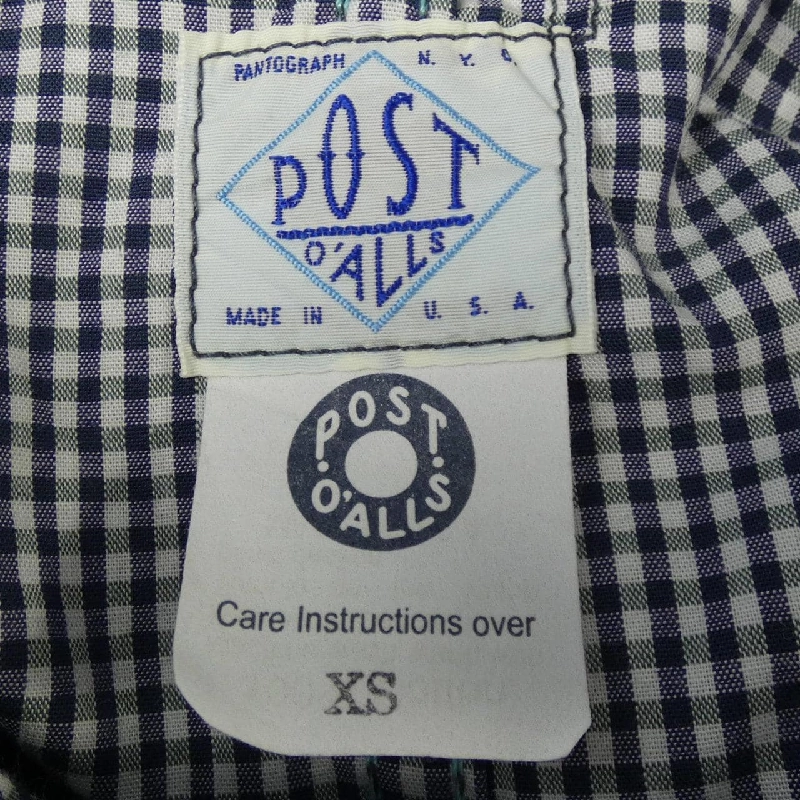 PANTOGRAPH N. Y. C.
POST
O'ALLS
MADE IN U. S. A.
POST
O'ALLS
Care Instructions over
XS